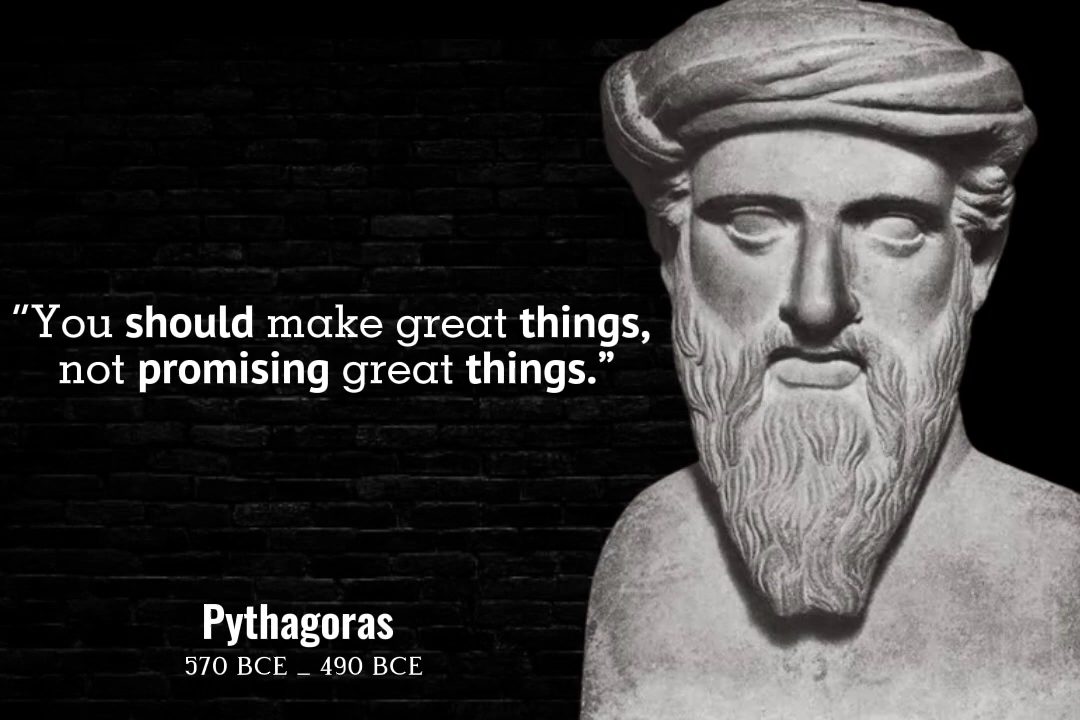 “You should make great things,
not promising great things.”
Pythagoras
570 BCE _ 490 BCE